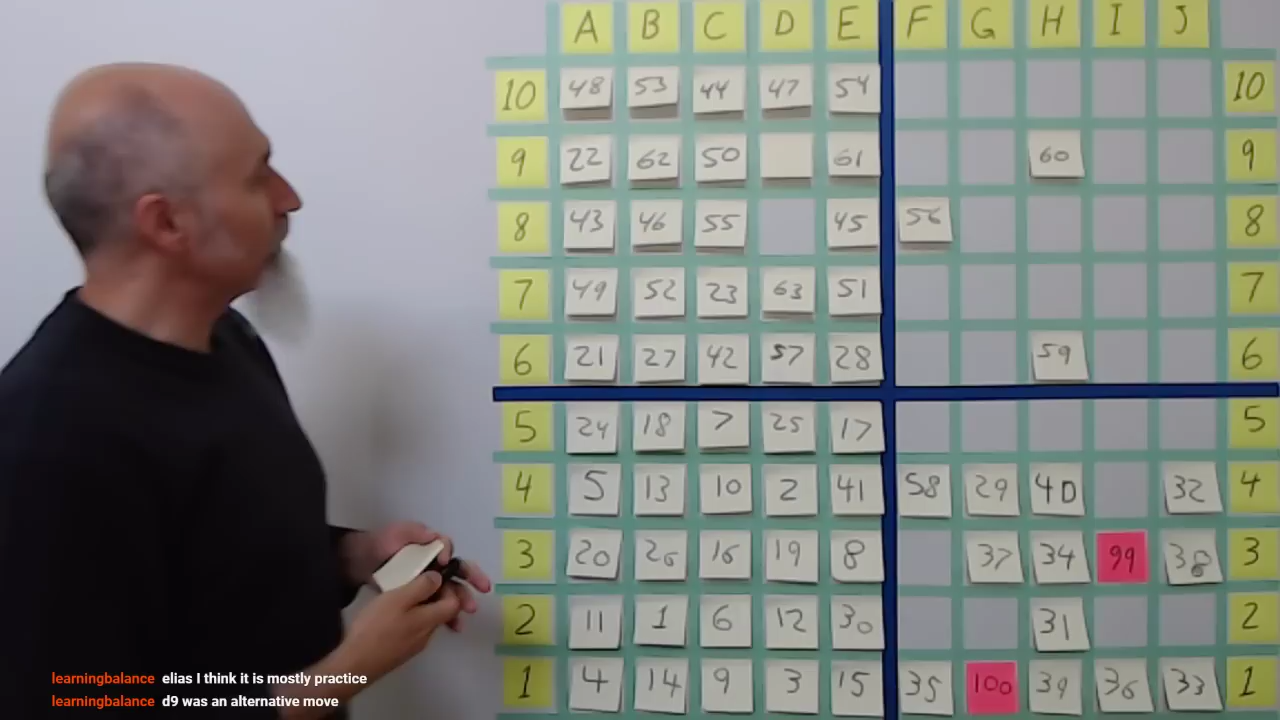 A B C D E F G H I J
10 48 53 44 47 54 10
9 22 62 50 61 60 9
8 43 46 55 45 56 8
7 49 52 23 63 51 7
6 21 27 42 57 28 59 6
5 24 18 7 25 17 5
4 5 13 10 2 41 58 29 40 32 4
3 20 26 16 19 8 37 34 99 38 3
2 11 1 6 12 30 31 2
1 4 14 9 3 15 35 100 39 36 33 1
learningbalance elias I think it is mostly practice
learningbalance d9 was an alternative move